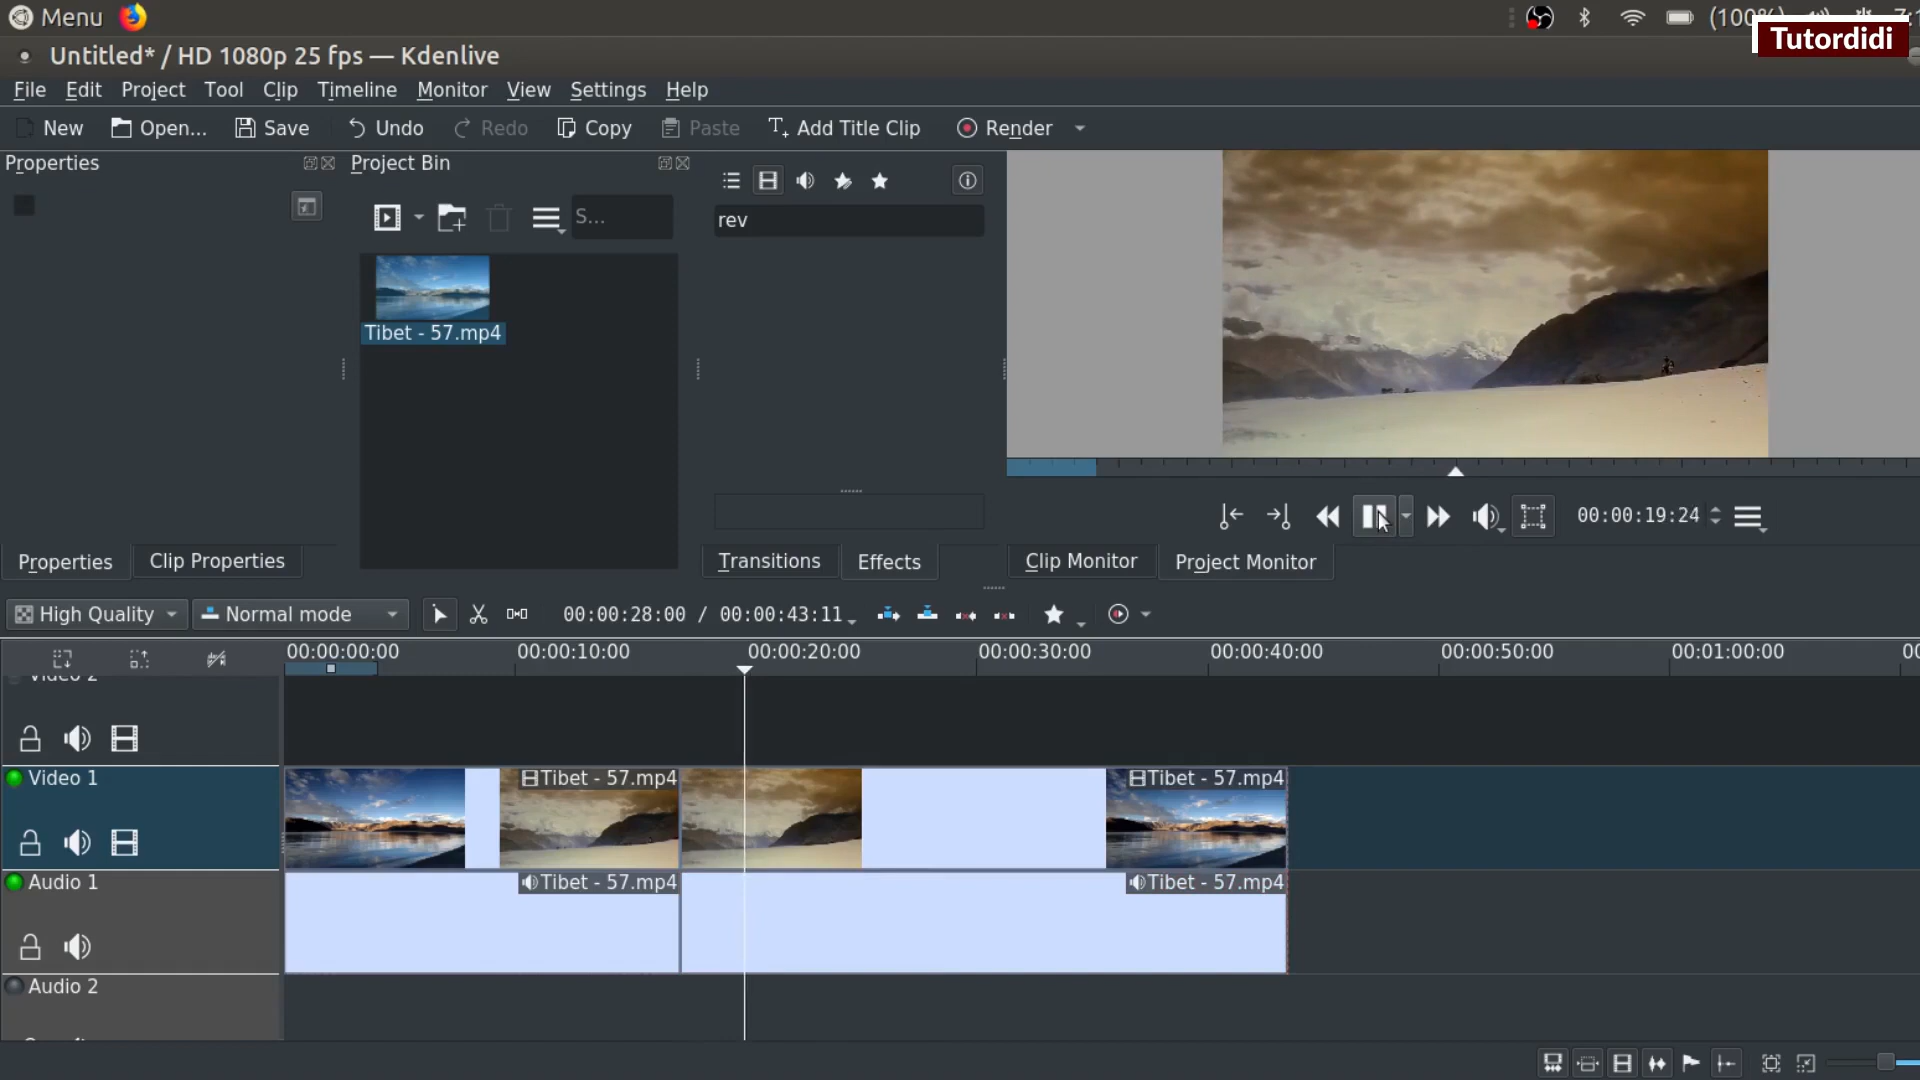 Menu
(100%)
Tutordidi
Untitled* / HD 1080p 25 fps — Kdenlive
File Edit Project Tool Clip Timeline Monitor View Settings Help
New Open... Save Undo Redo Copy Paste Add Title Clip Render
Properties
Project Bin
S...
rev
Tibet - 57.mp4
00:00:19:24
Properties Clip Properties
Transitions Effects
Clip Monitor Project Monitor
High Quality Normal mode 00:00:28:00 / 00:00:43:11
00:00:00:00 00:00:10:00 00:00:20:00 00:00:30:00 00:00:40:00 00:00:50:00 00:01:00:00
Video 2
Video 1
Tibet - 57.mp4 Tibet - 57.mp4
Audio 1
Tibet - 57.mp4 Tibet - 57.mp4
Audio 2